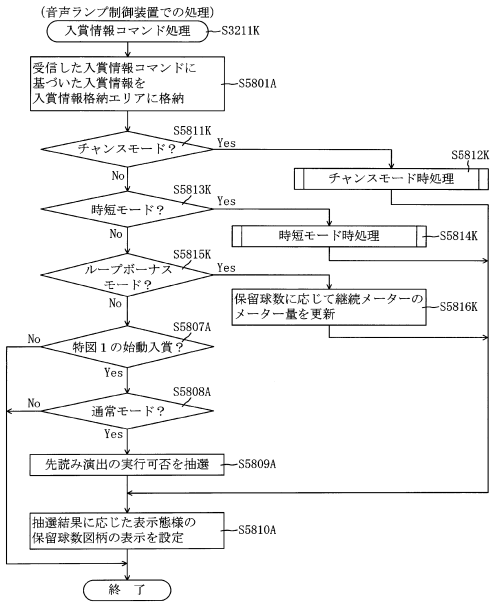 (音声ランプ制御装置での処理)
入賞情報コマンド処理
S3211K
受信した入賞情報コマンドに
基づいた入賞情報を
入賞情報格納エリアに格納
S5801A
チャンスモード?
S5811K
Yes
No
チャンスモード時処理
S5812K
時短モード?
S5813K
Yes
No
時短モード時処理
S5814K
ループボーナス
モード?
S5815K
Yes
No
保留球数に応じて継続メーターの
メーター量を更新
S5816K
特図1の始動入賞?
S5807A
No
Yes
通常モード?
S5808A
No
Yes
先読み演出の実行可否を抽選
S5809A
抽選結果に応じた表示態様の
保留球数図柄の表示を設定
S5810A
終 了